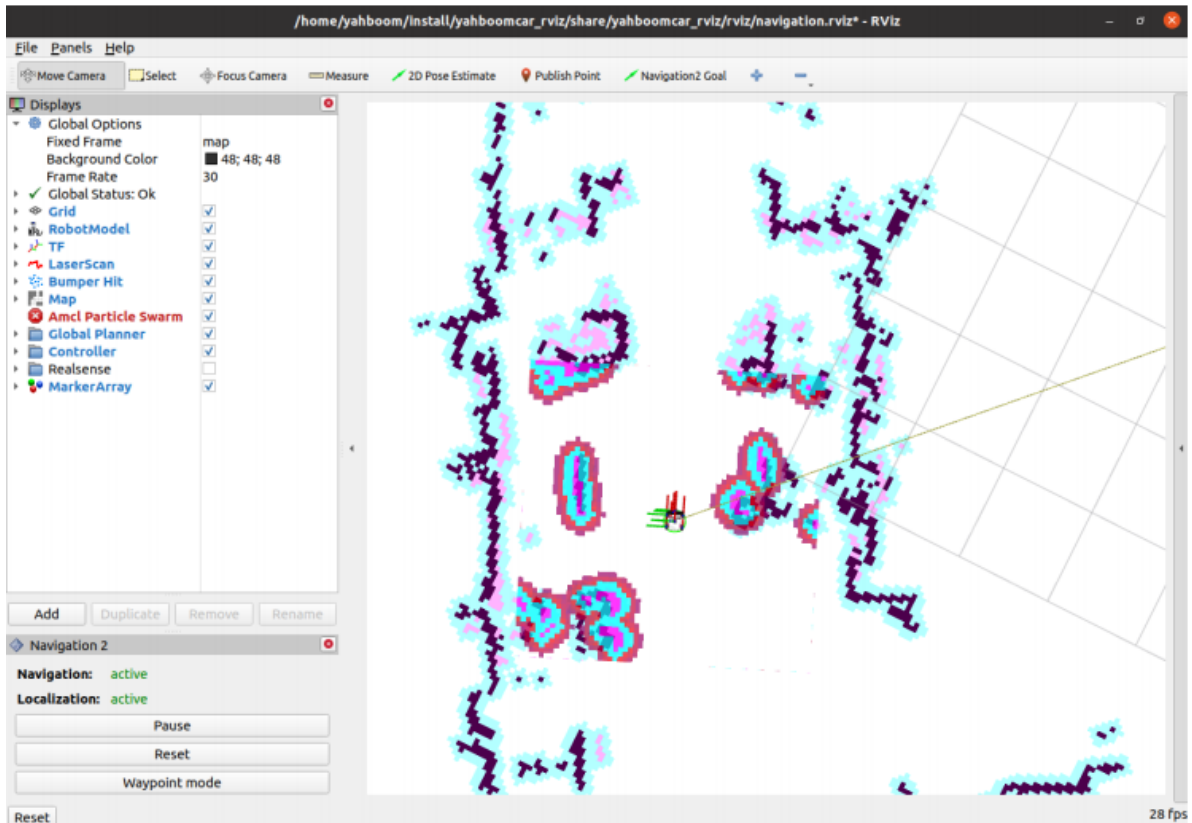 /home/yahboom/install/yahboomcar_rviz/share/yahboomcar_rviz/rviz/navigation.rviz* - RViz
File Panels Help
Move Camera Select Focus Camera Measure 2D Pose Estimate Publish Point Navigation2 Goal
Displays
Global Options
Fixed Frame map
Background Color 48; 48; 48
Frame Rate 30
Global Status: Ok
Grid
RobotModel
TF
LaserScan
Bumper Hit
Map
Amcl Particle Swarm
Global Planner
Controller
Realsense
MarkerArray
Add Duplicate Remove Rename
Navigation 2
Navigation: active
Localization: active
Pause
Reset
Waypoint mode
Reset 28 fps